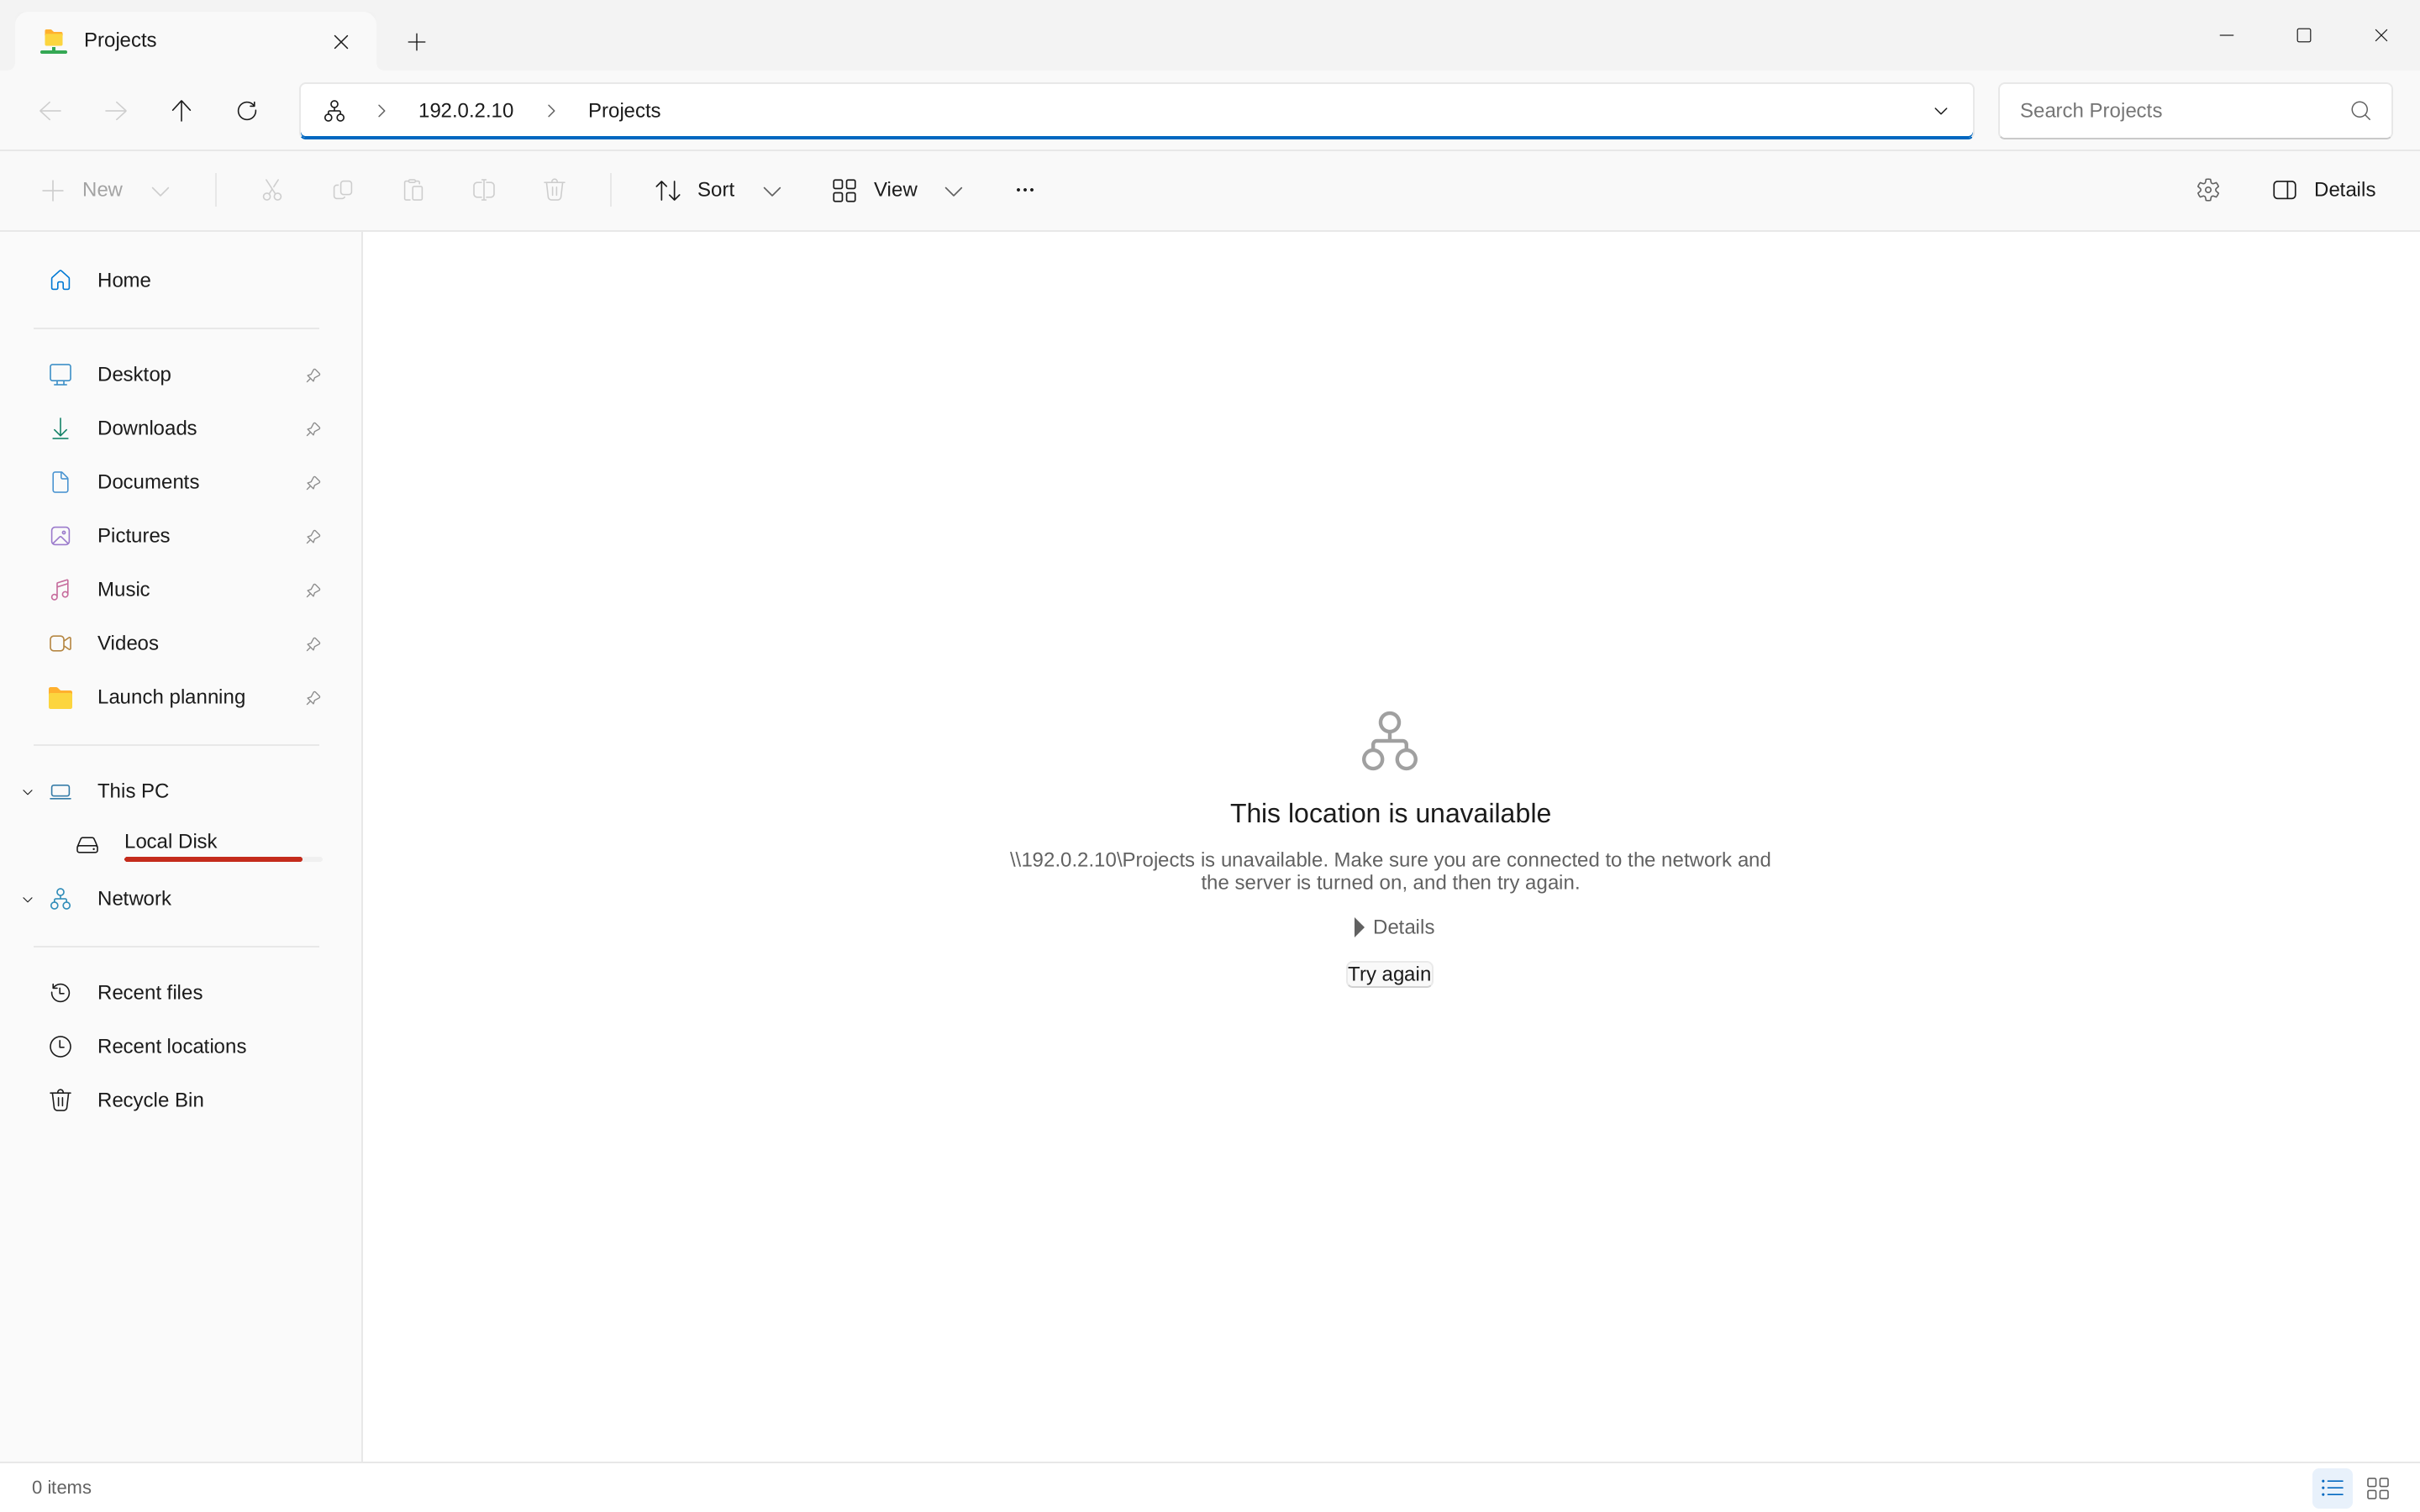 Projects
192.0.2.10
Projects
Search Projects
New
Sort
View
Details
Home
Desktop
Downloads
Documents
Pictures
Music
Videos
Launch planning
This PC
Local Disk
Network
Recent files
Recent locations
Recycle Bin
This location is unavailable
\\192.0.2.10\Projects is unavailable. Make sure you are connected to the network and
the server is turned on, and then try again.
Details
Try again
0 items